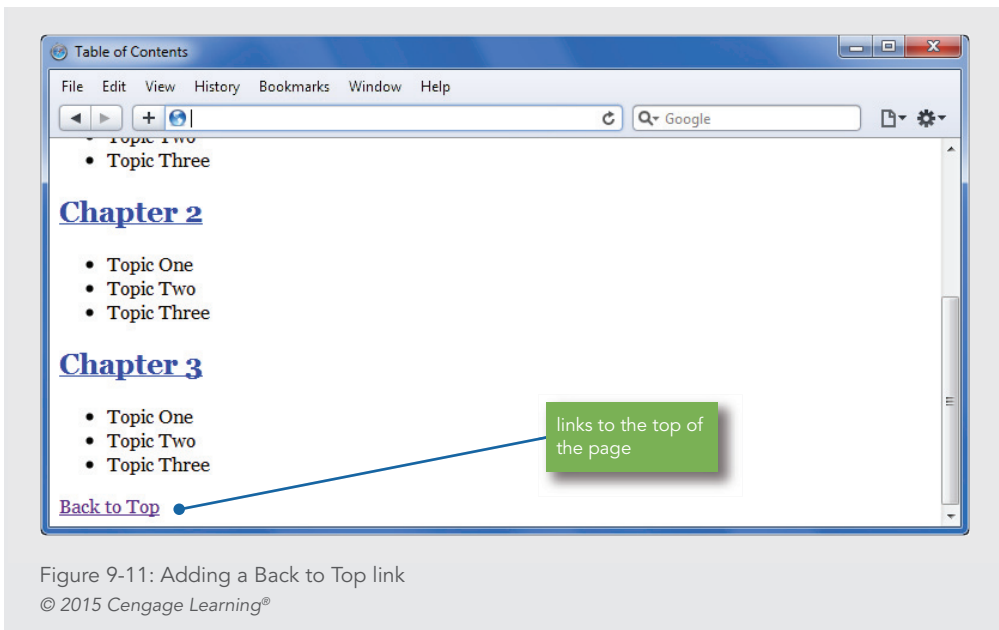 Table of Contents
File Edit View History Bookmarks Window Help
Google
Topic Two
Topic Three
Chapter 2
Topic One
Topic Two
Topic Three
Chapter 3
Topic One
Topic Two
Topic Three
links to the top of
the page
Back to Top
Figure 9-11: Adding a Back to Top link
© 2015 Cengage Learning®